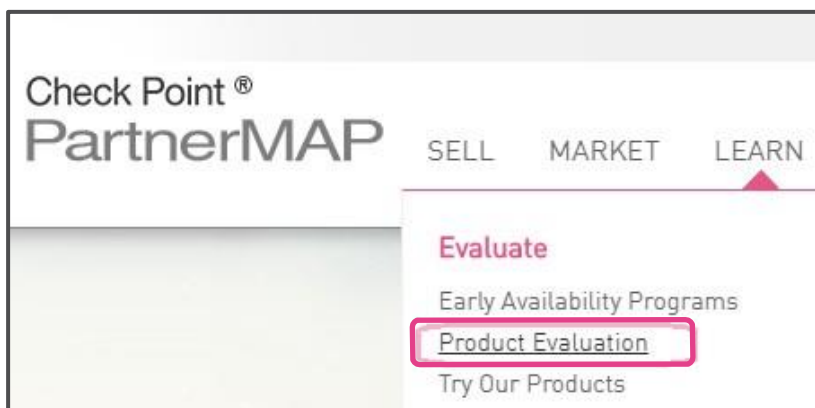 Check Point ®
PartnerMAP
SELL MARKET LEARN
Evaluate
Early Availability Programs
Product Evaluation
Try Our Products